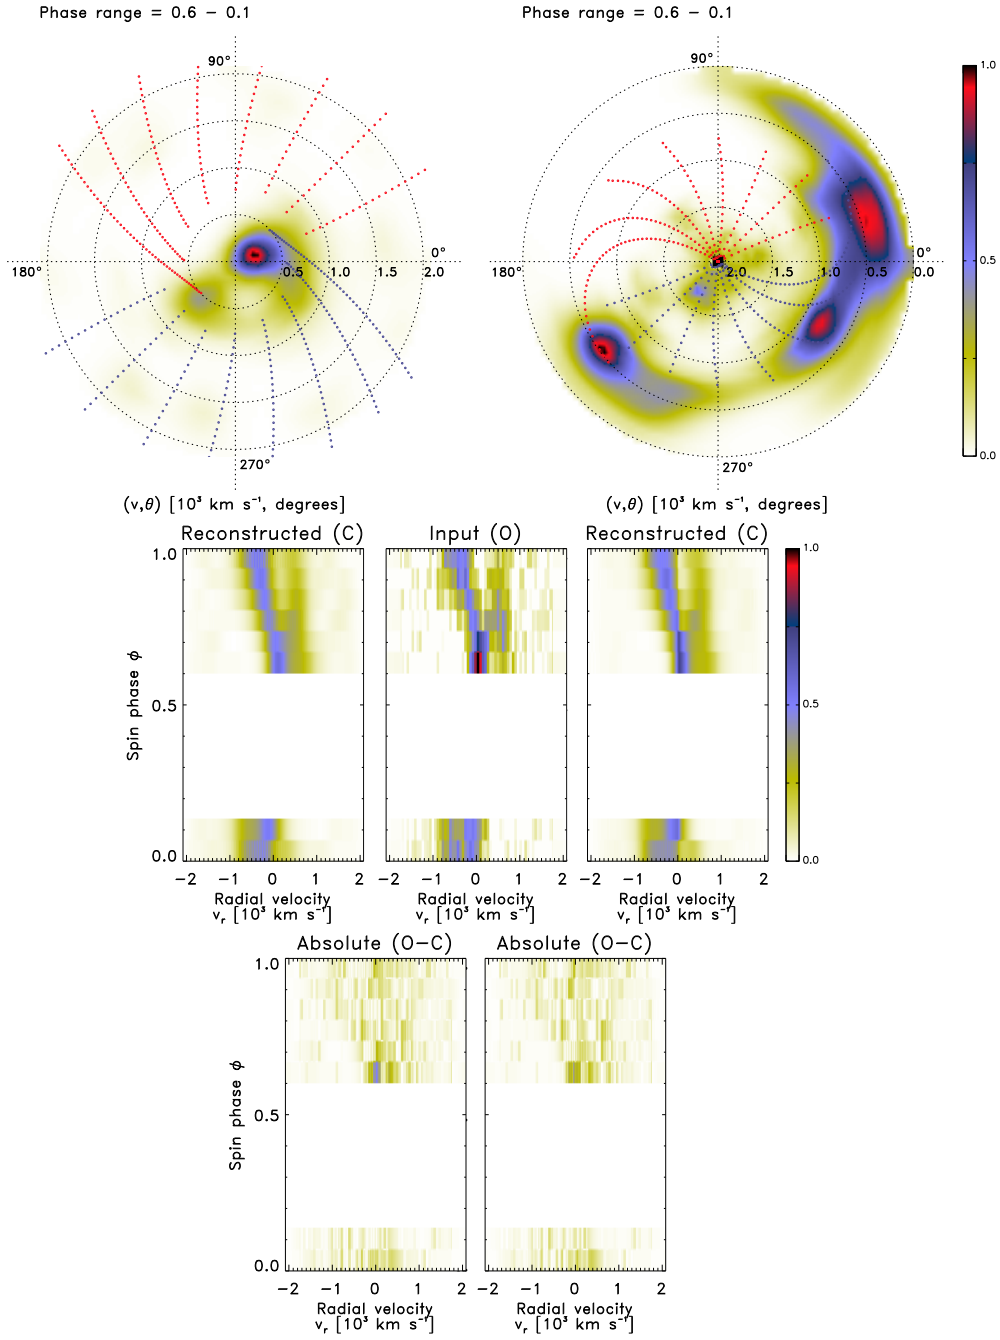 Phase range = 0.6 − 0.1
Phase range = 0.6 − 0.1
90°
90°
1.0
180°
0.5
1.0
1.5
2.0
0°
180°
2.0
1.5
1.0
0.5
0.0
0°
0.5
270°
270°
0.0
(v,θ) [10³ km s⁻¹, degrees]
(v,θ) [10³ km s⁻¹, degrees]
Reconstructed (C)
Input (O)
Reconstructed (C)
1.0
0.5
0.0
Spin phase ϕ
1.0
0.5
0.0
−2 −1 0 1 2
−2 −1 0 1 2
−2 −1 0 1 2
Radial velocity
vᵣ [10³ km s⁻¹]
Radial velocity
vᵣ [10³ km s⁻¹]
Radial velocity
vᵣ [10³ km s⁻¹]
Absolute (O−C)
Absolute (O−C)
1.0
0.5
0.0
Spin phase ϕ
−2 −1 0 1 2
−2 −1 0 1 2
Radial velocity
vᵣ [10³ km s⁻¹]
Radial velocity
vᵣ [10³ km s⁻¹]